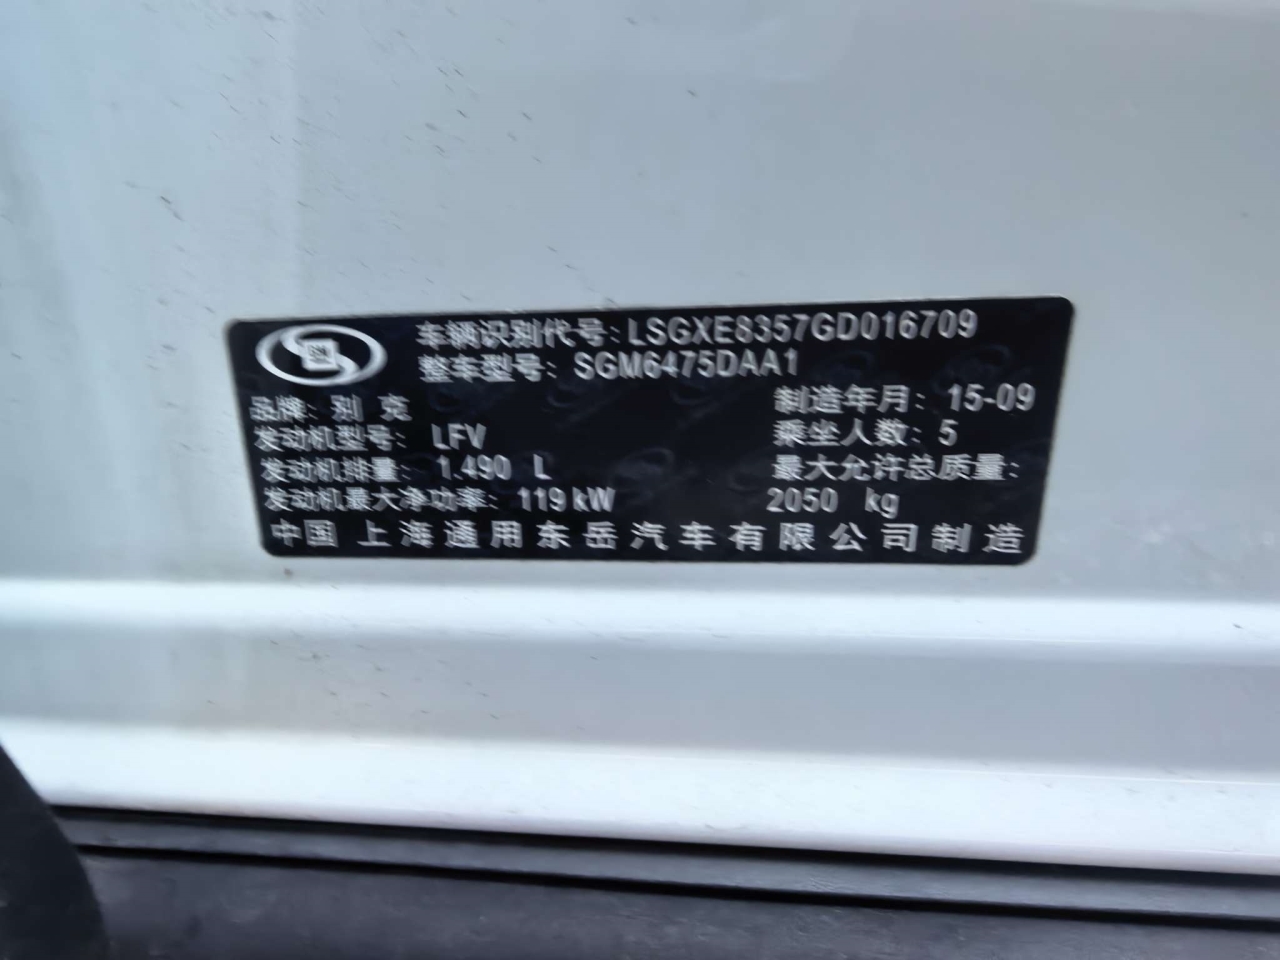 车辆识别代号: LSGXE8357GD016709
整车型号: SGM6475DAA1
品牌: 别 克
制造年月: 15-09
发动机型号: LFV
乘坐人数: 5
发动机排量: 1.490 L
最大允许总质量:
发动机最大净功率: 119 kW
2050 kg
中国 上海通用东岳汽车有限公司制造